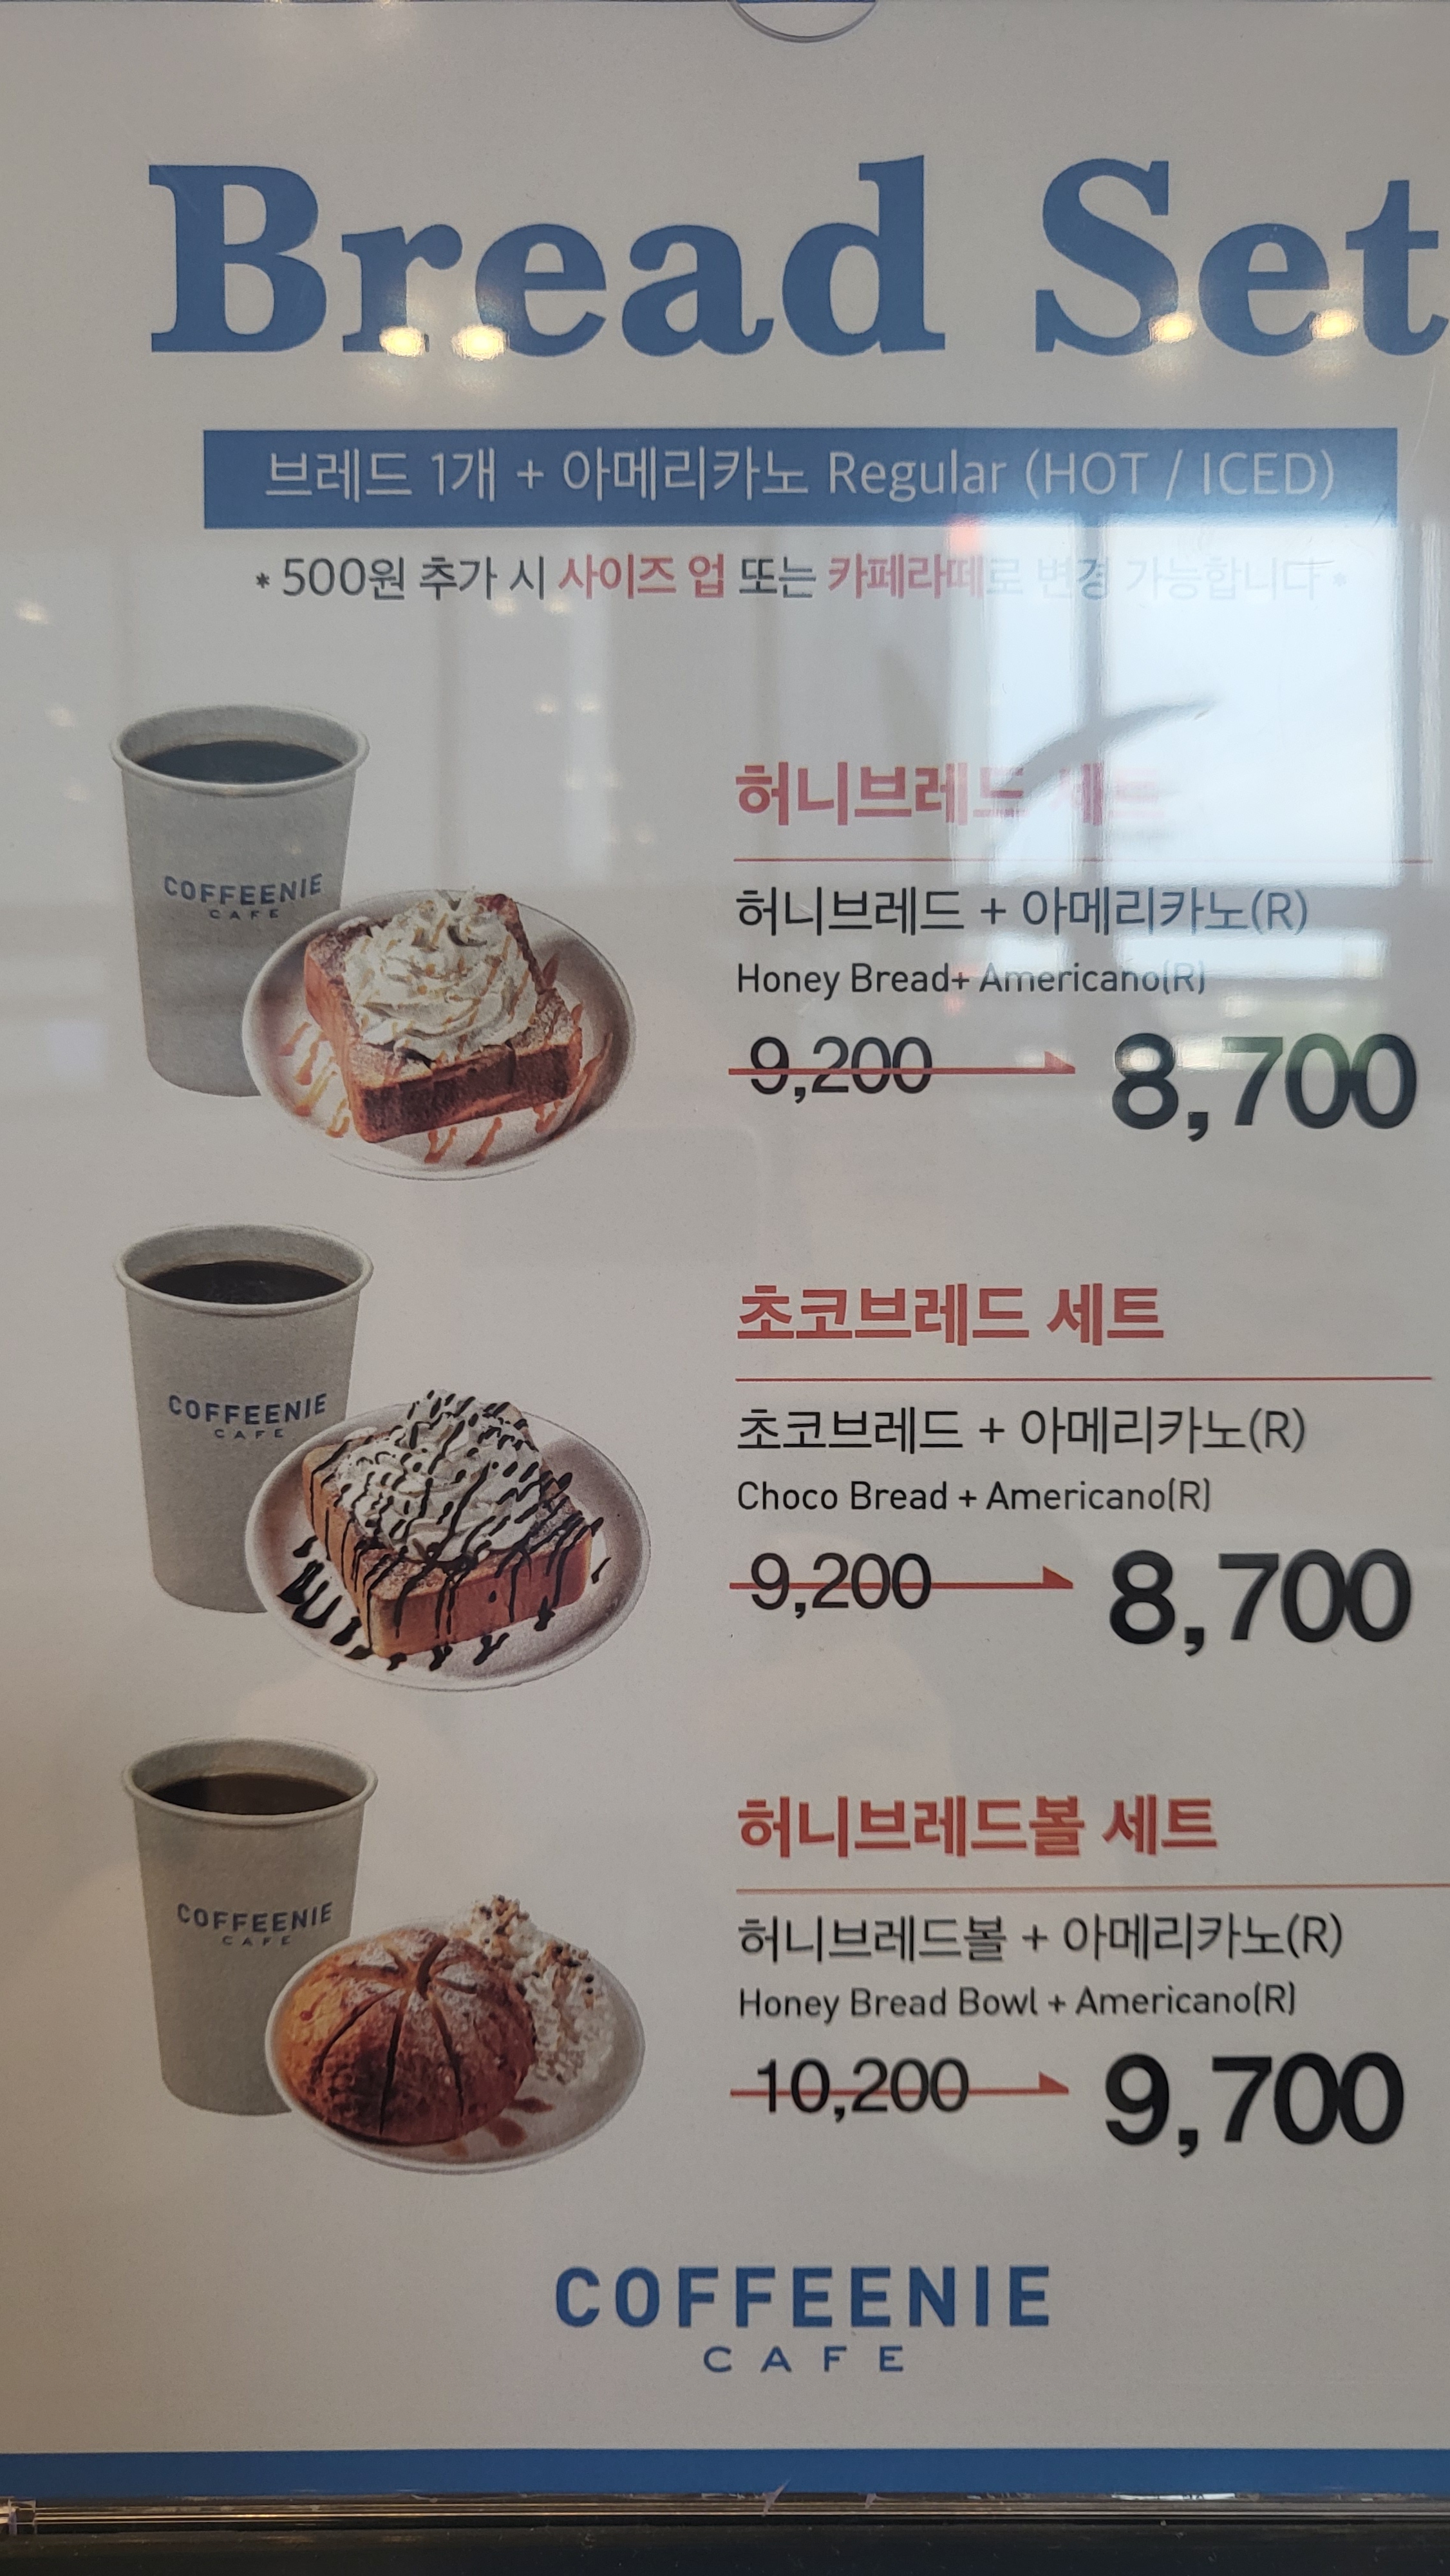 Bread Set
브레드 1개 + 아메리카노 Regular (HOT / ICED)
* 500원 추가 시 사이즈 업 또는 카페라떼로 변경 가능합니다 *
COFFEENIE
CAFE
허니브레드 세트
허니브레드 + 아메리카노(R)
Honey Bread+ Americano(R)
9,200 8,700
COFFEENIE
CAFE
초코브레드 세트
초코브레드 + 아메리카노(R)
Choco Bread + Americano(R)
9,200 8,700
COFFEENIE
CAFE
허니브레드볼 세트
허니브레드볼 + 아메리카노(R)
Honey Bread Bowl + Americano(R)
10,200 9,700
COFFEENIE
CAFE